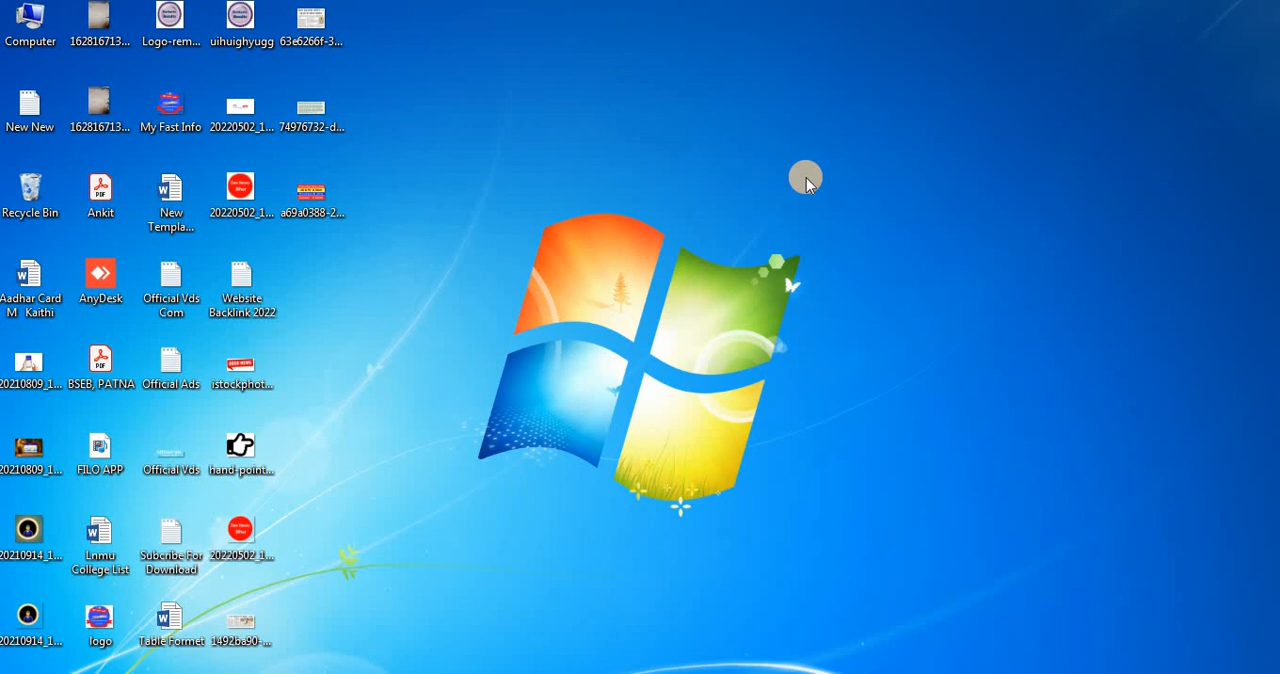 Computer
162816713...
Logo-rem...
uihuighyugg
63e6266f-3...
New New
162816713...
My Fast Info
20220502_1...
74976732-d...
Recycle Bin
Ankit
New
Templa...
20220502_1...
a69a0388-2...
Aadhar Card
M_Kaithi
AnyDesk
Official Vds
Com
Website
Backlink 2022
20210809_1...
BSEB, PATNA
Official Ads
istockphot...
20210809_1...
FILO APP
Official Vds
hand-point...
20210914_1...
Lnmu
College List
Subcribe For
Download
20220502_1...
20210914_1...
logo
Table Formet
1492ba90-...